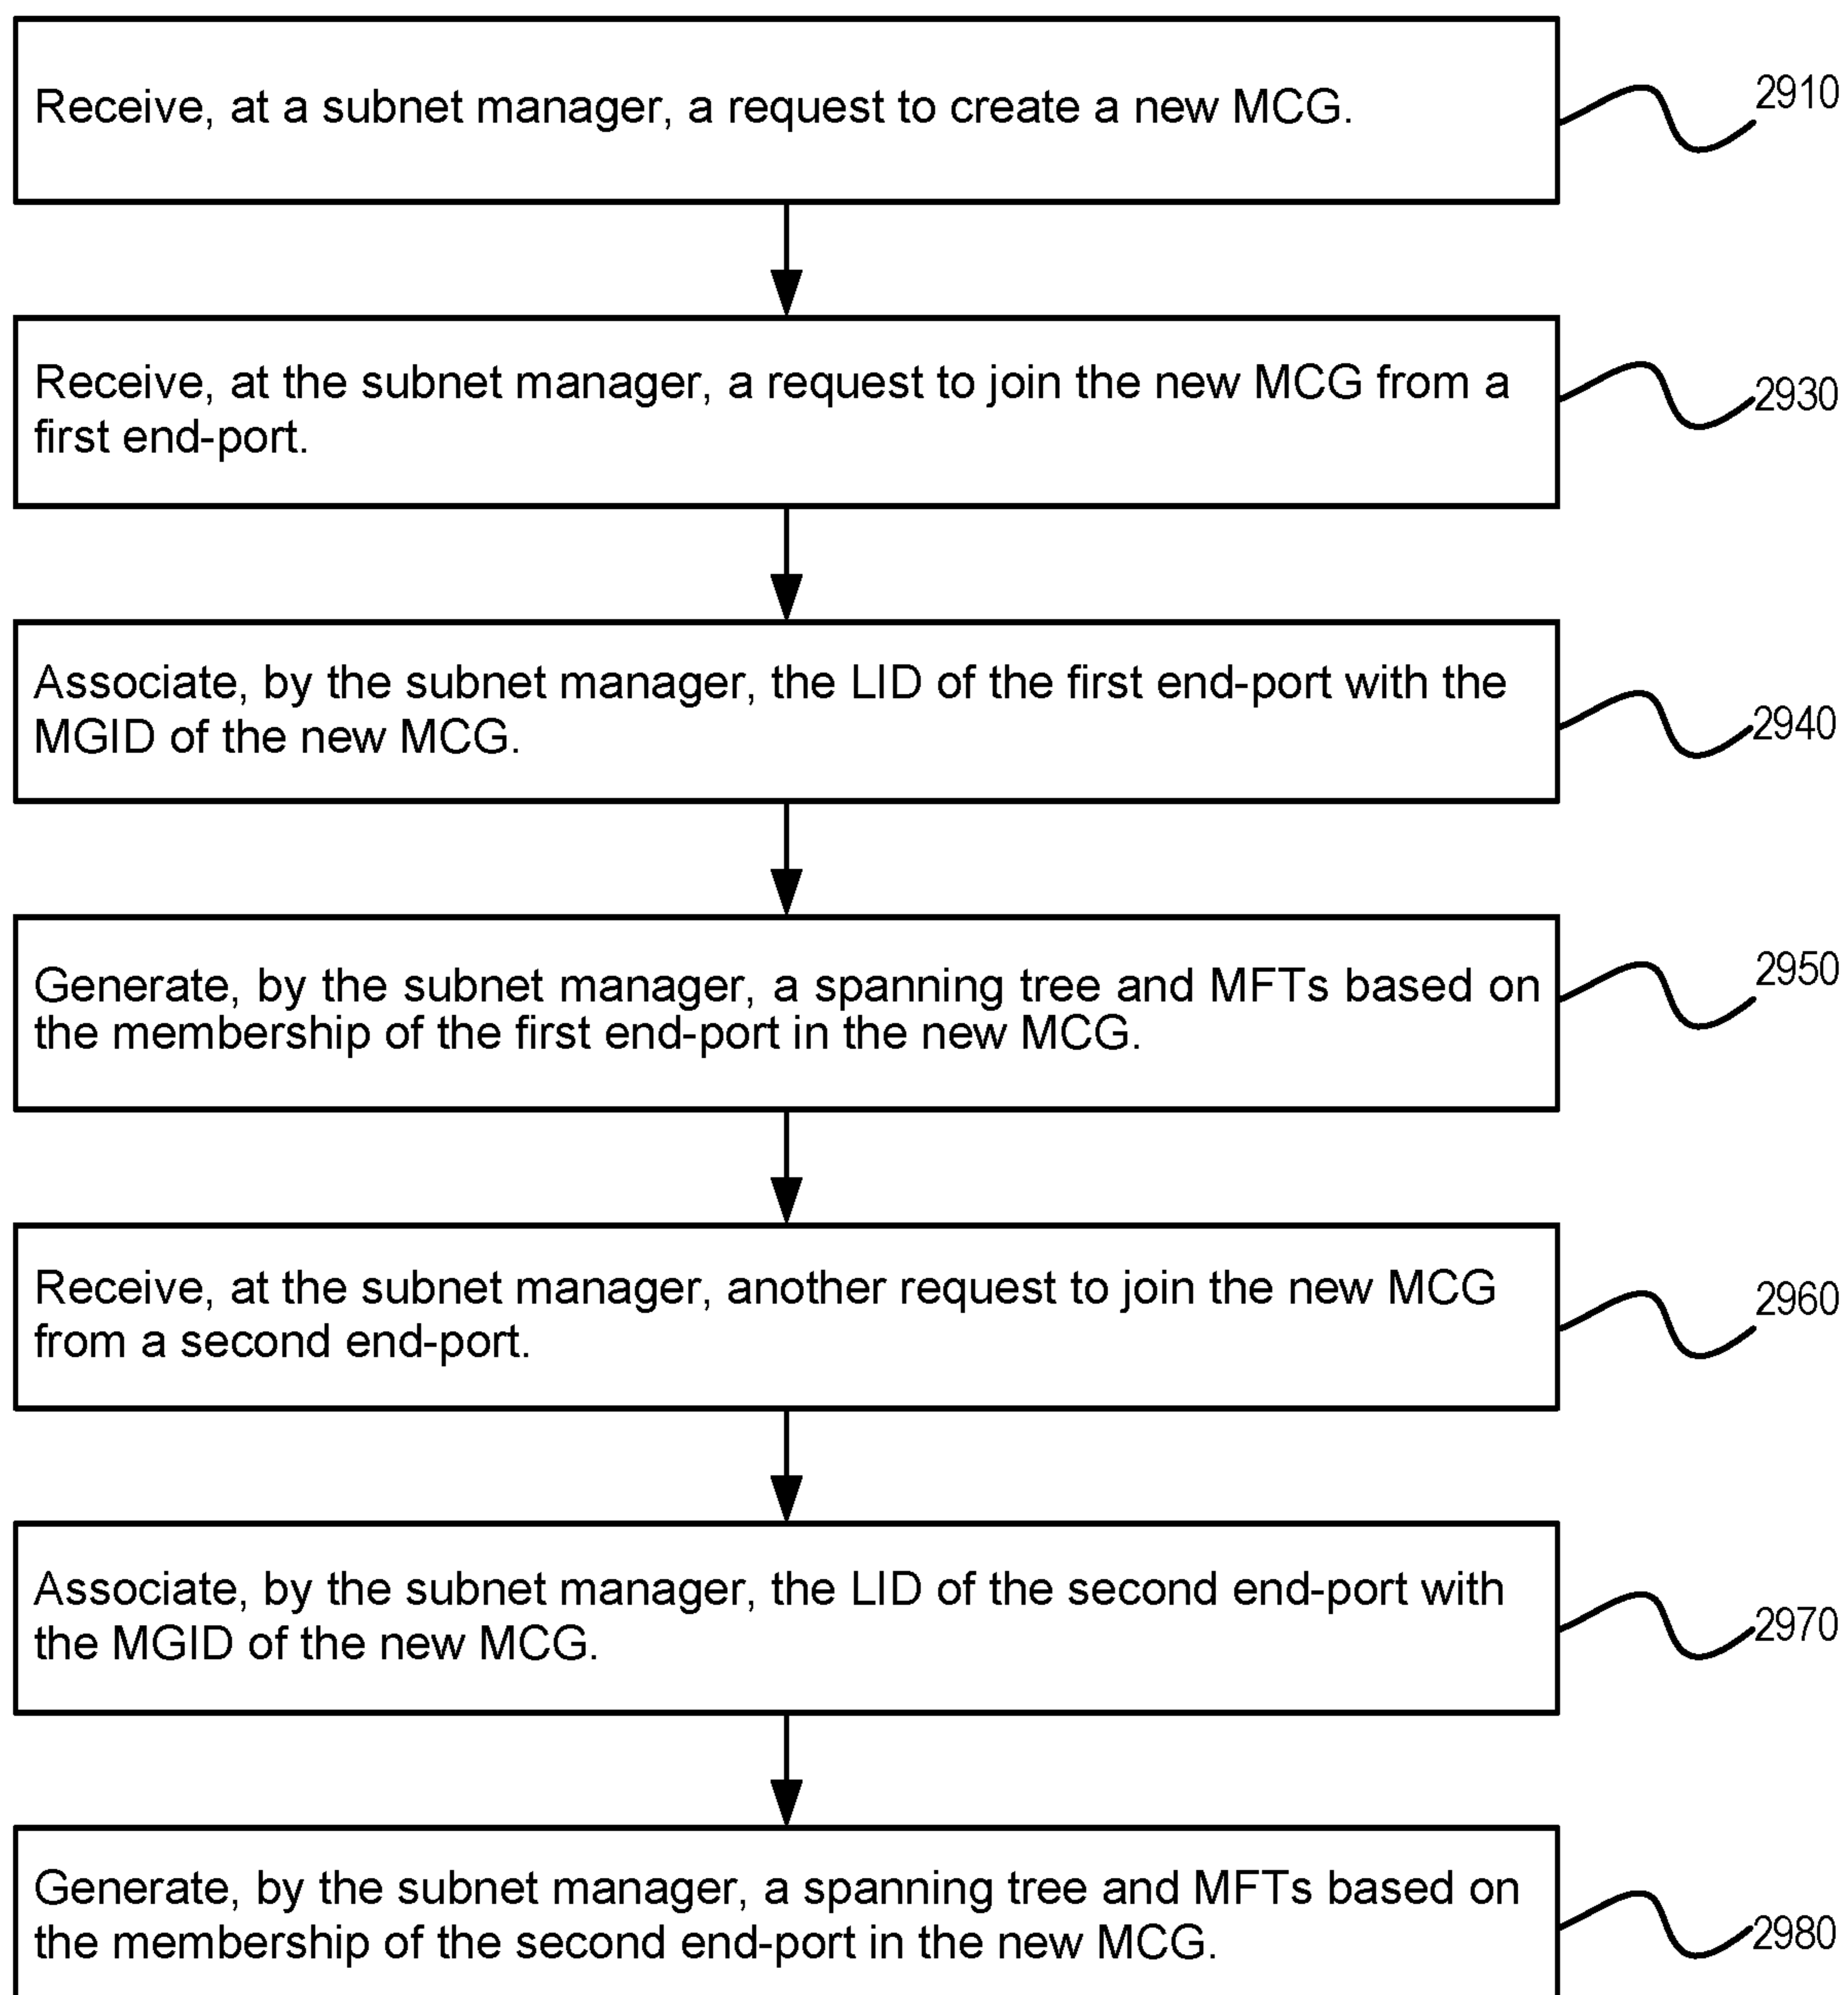 Receive, at a subnet manager, a request to create a new MCG.
2910
Receive, at the subnet manager, a request to join the new MCG from a
first end-port.
2930
Associate, by the subnet manager, the LID of the first end-port with the
MGID of the new MCG.
2940
Generate, by the subnet manager, a spanning tree and MFTs based on
the membership of the first end-port in the new MCG.
2950
Receive, at the subnet manager, another request to join the new MCG
from a second end-port.
2960
Associate, by the subnet manager, the LID of the second end-port with
the MGID of the new MCG.
2970
Generate, by the subnet manager, a spanning tree and MFTs based on
the membership of the second end-port in the new MCG.
2980